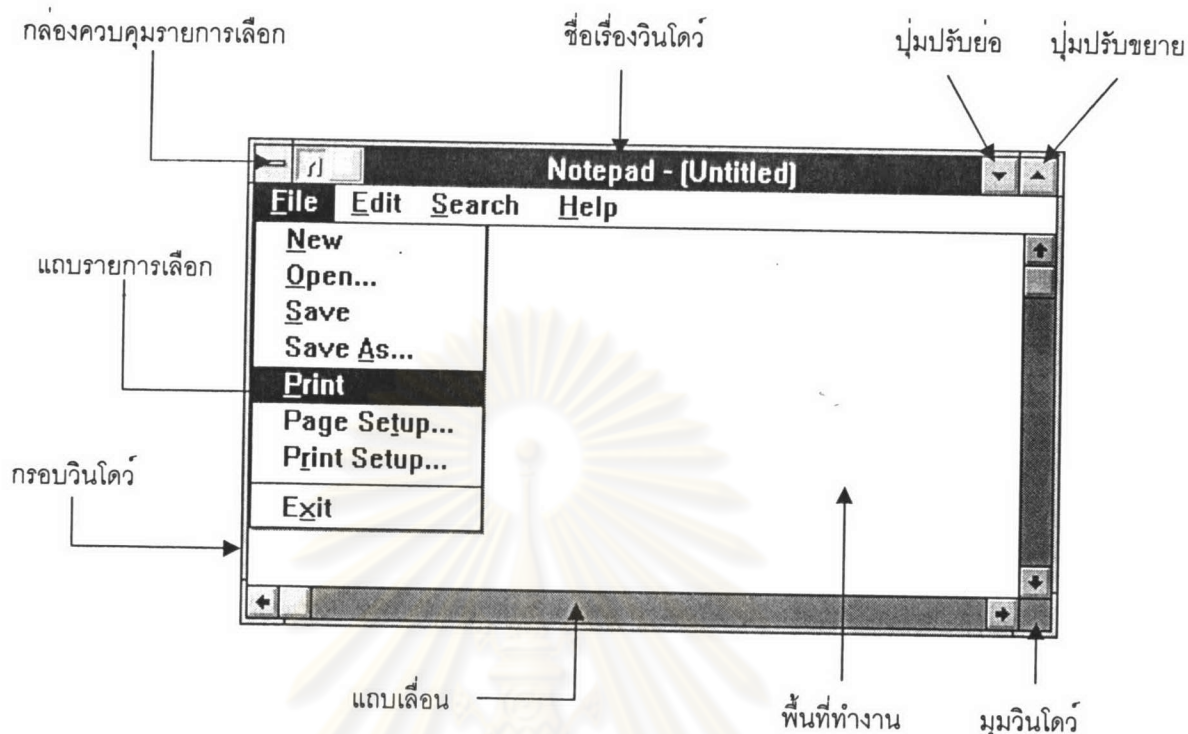 กล่องควบคุมรายการเลือก
ชื่อเรื่องวินโดว์
ปุ่มปรับย่อ
ปุ่มปรับขยาย
Notepad - (Untitled)
File Edit Search Help
New
Open...
Save
Save As...
Print
Page Setup...
Print Setup...
Exit
แถบรายการเลือก
กรอบวินโดว์
แถบเลื่อน
พื้นที่ทำงาน
มุมวินโดว์